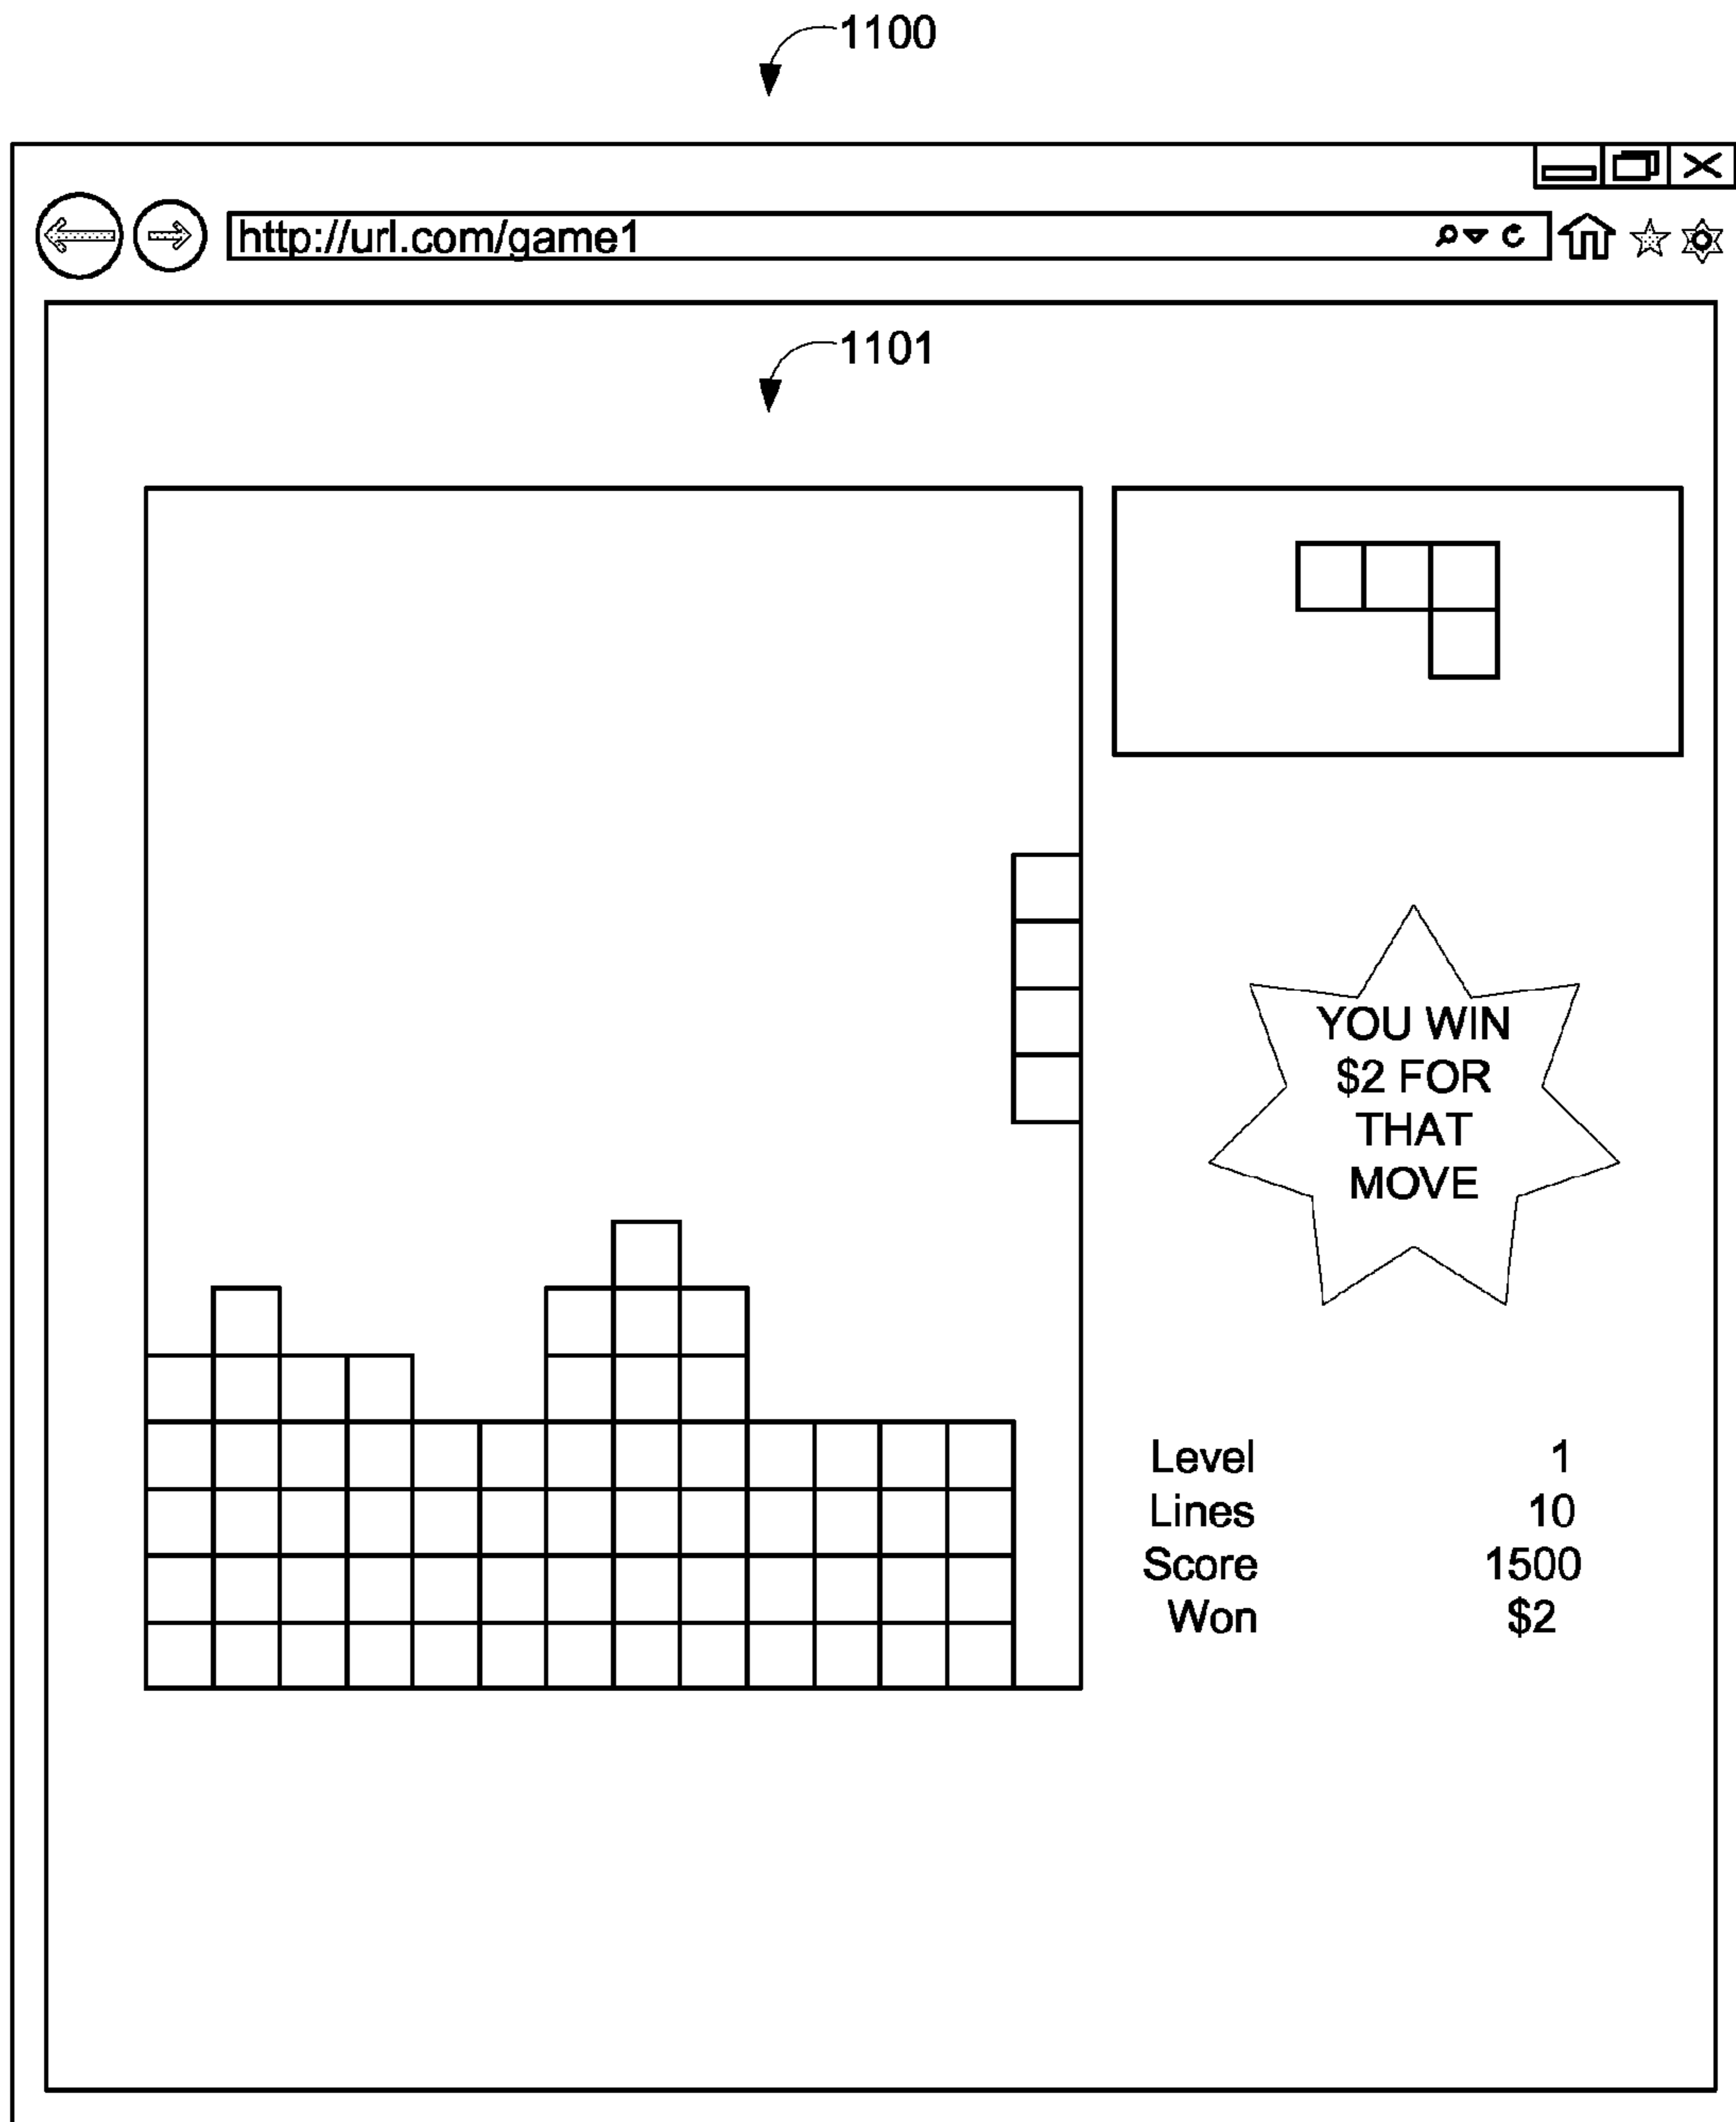 1100
http://url.com/game1
1101
YOU WIN
$2 FOR
THAT
MOVE
Level 1
Lines 10
Score 1500
Won $2